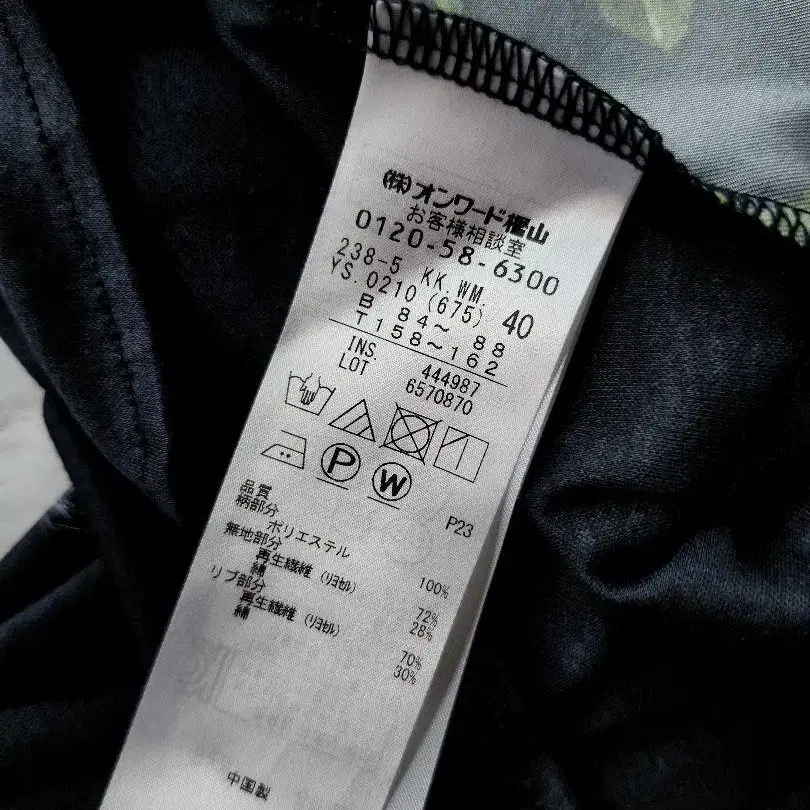 (株)オンワード樫山
お客様相談室
0120-58-6300
238-5 KK.WM.
YS.0210(675) 40
B 84～ 88
T158～162
INS. 444987
LOT 6570870
P
W
P23
品質
柄部分
ポリエステル 100%
無地部分
再生繊維(リヨセル) 72%
綿 28%
リブ部分
再生繊維(リヨセル) 70%
綿 30%
中国製